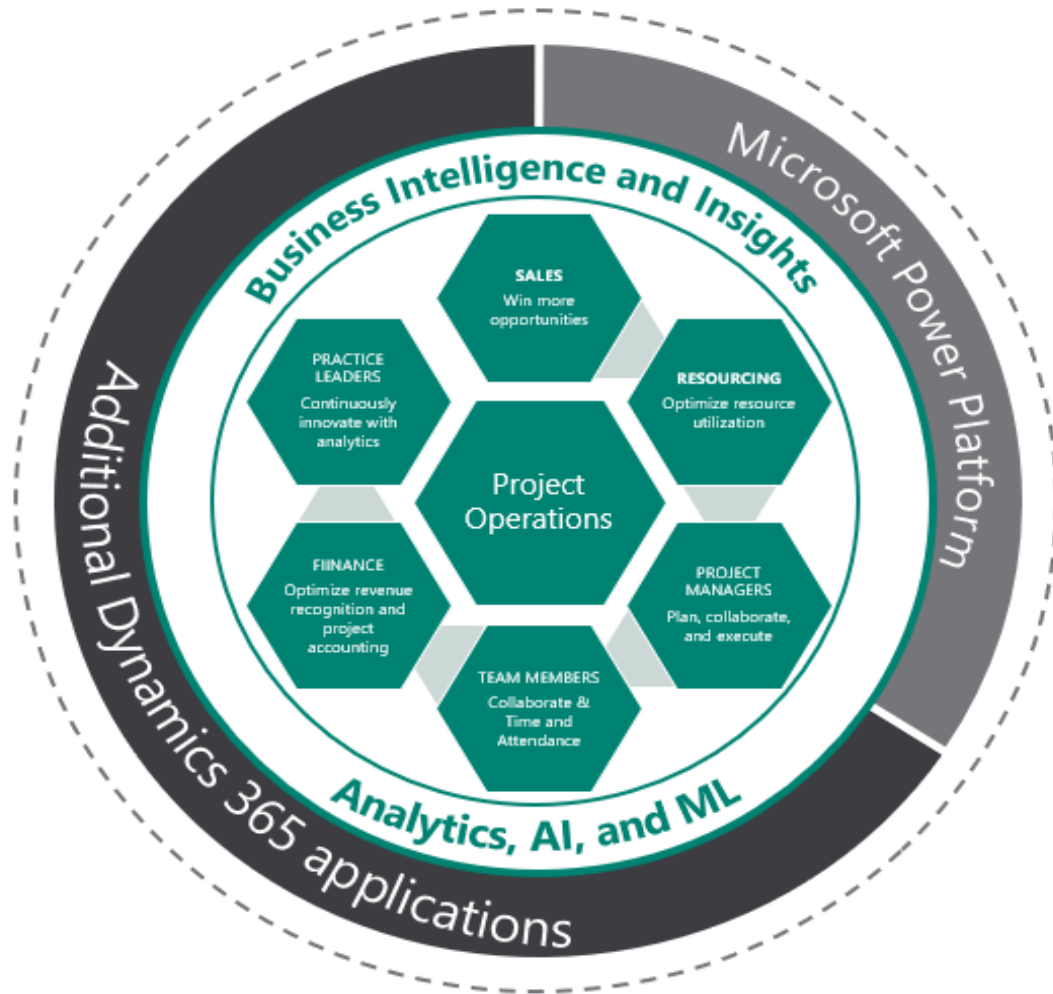 Microsoft Power Platform
Additional Dynamics 365 applications
Business Intelligence and Insights
SALES
Win more
opportunities
RESOURCING
Optimize resource
utilization
PROJECT
MANAGERS
Plan, collaborate,
and execute
TEAM MEMBERS
Collaborate &
Time and
Attendance
FIINANCE
Optimize revenue
recognition and
project
accounting
PRACTICE
LEADERS
Continuously
innovate with
analytics
Project
Operations
Analytics, AI, and ML